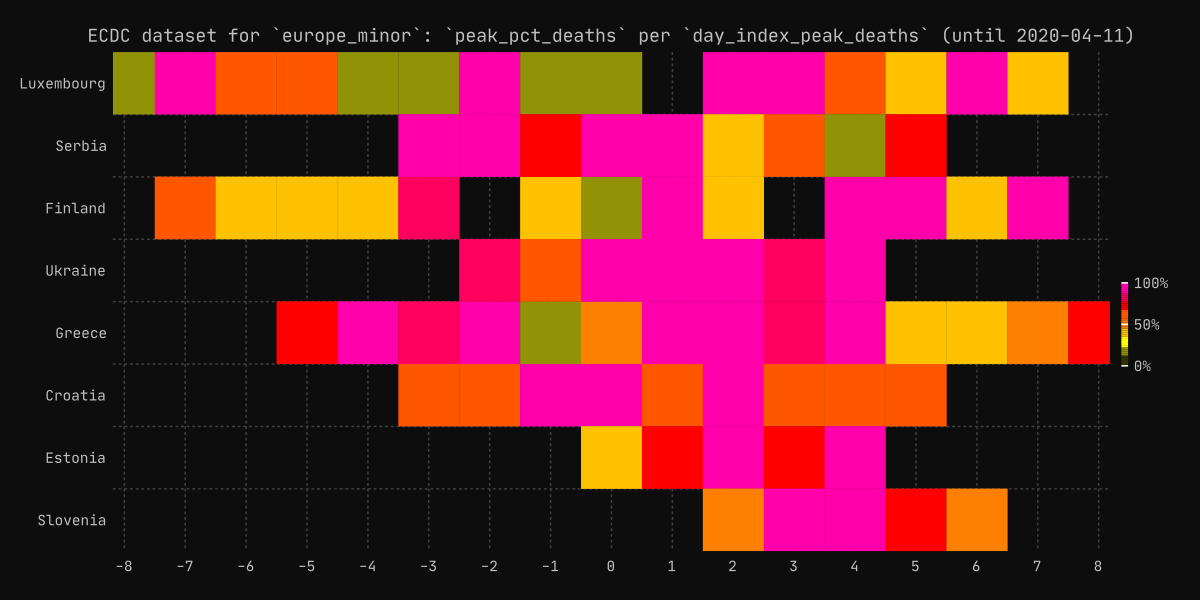 ECDC dataset for `europe_minor`: `peak_pct_deaths` per `day_index_peak_deaths` (until 2020-04-11)
Luxembourg
Serbia
Finland
Ukraine
Greece
Croatia
Estonia
Slovenia
100%
50%
0%
-8 -7 -6 -5 -4 -3 -2 -1 0 1 2 3 4 5 6 7 8